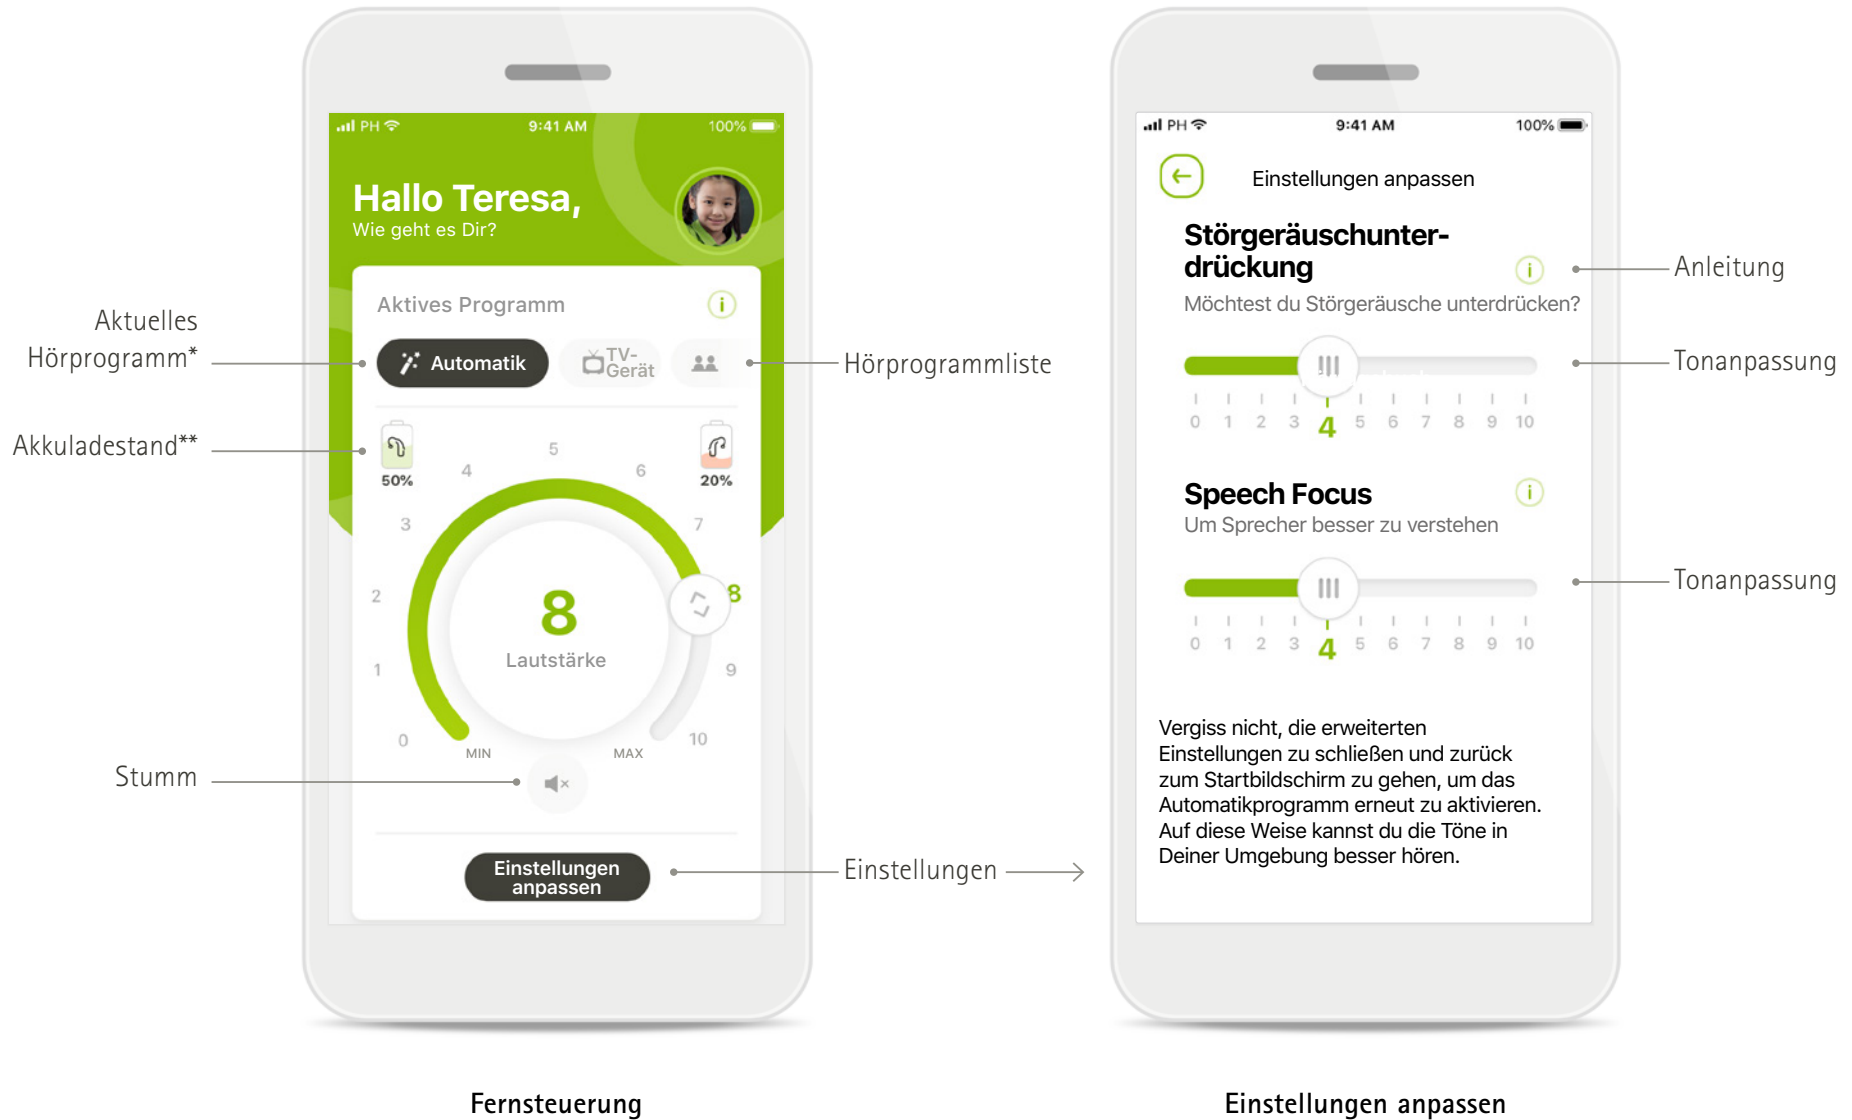 PH
9:41 AM
100%
Hallo Teresa,
Wie geht es Dir?
Aktives Programm
i
Automatik
TV-
Gerät
50%
20%
0
1
2
3
4
5
6
7
8
9
10
8
Lautstärke
MIN
MAX
Einstellungen
anpassen
Aktuelles
Hörprogramm*
Akkuladestand**
Stumm
Hörprogrammliste
Einstellungen
Fernsteuerung
PH
9:41 AM
100%
Einstellungen anpassen
Störgeräuschunter-
drückung
i
Möchtest du Störgeräusche unterdrücken?
0 1 2 3 4 5 6 7 8 9 10
Speech Focus
i
Um Sprecher besser zu verstehen
0 1 2 3 4 5 6 7 8 9 10
Vergiss nicht, die erweiterten
Einstellungen zu schließen und zurück
zum Startbildschirm zu gehen, um das
Automatikprogramm erneut zu aktivieren.
Auf diese Weise kannst du die Töne in
Deiner Umgebung besser hören.
Anleitung
Tonanpassung
Tonanpassung
Einstellungen anpassen